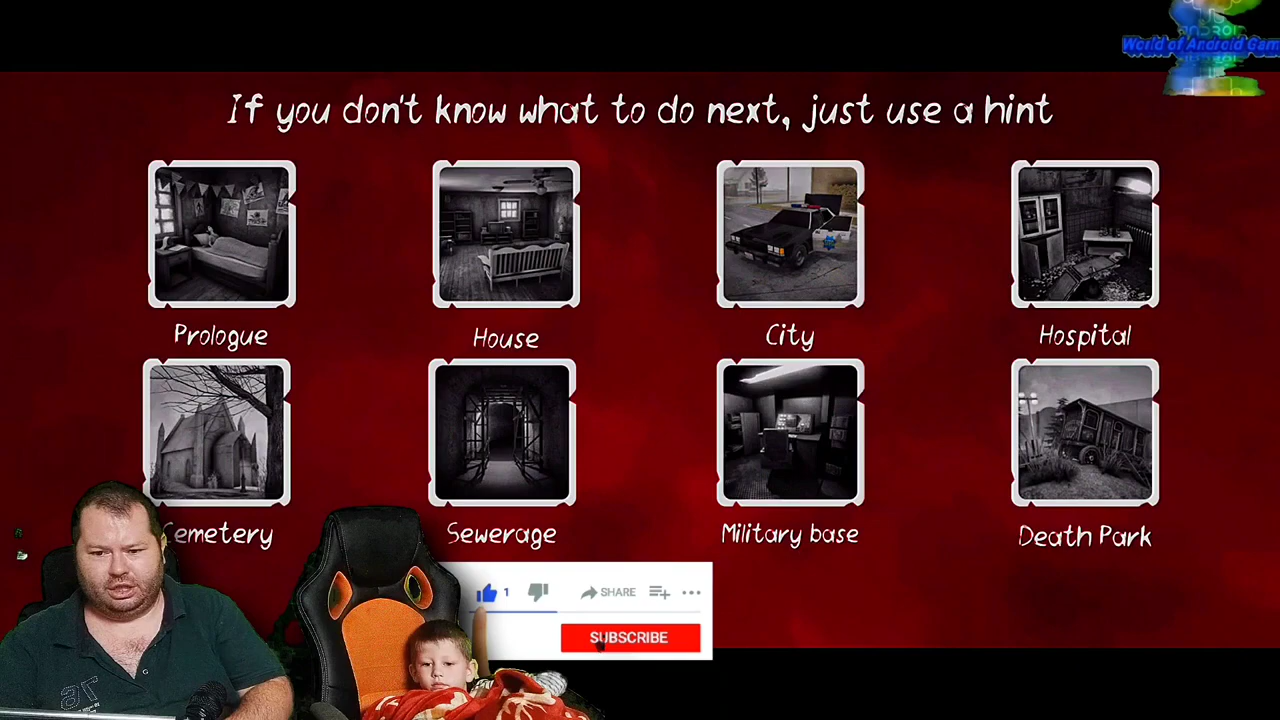 World of Android Gam
If you don't know what to do next, just use a hint
Prologue
House
City
Hospital
Cemetery
Sewerage
Military base
Death Park
1
SHARE
SUBSCRIBE